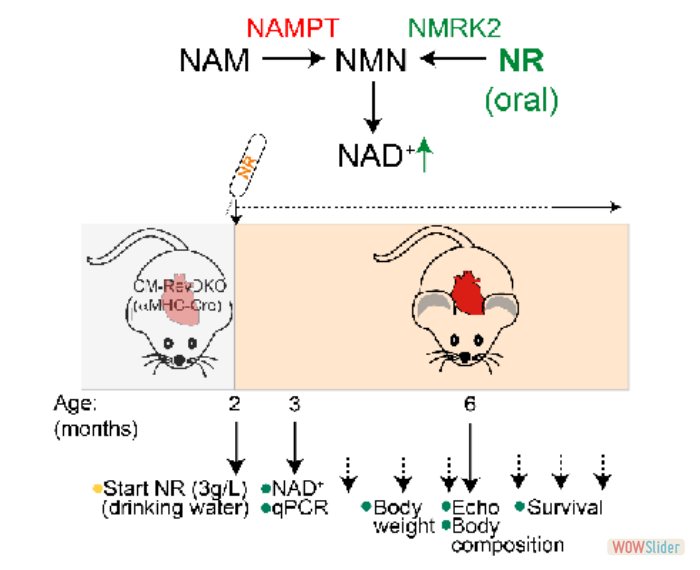 NAMPT NMRK2
NAM NMN NR
(oral)
NAD+
NR
CM-RevDKO
(αMHC-Cre)
Age: 2 3 6
(months)
Start NR (3g/L)
(drinking water)
NAD+
qPCR
Body
weight
Echo
Body
composition
Survival
WOWSlider